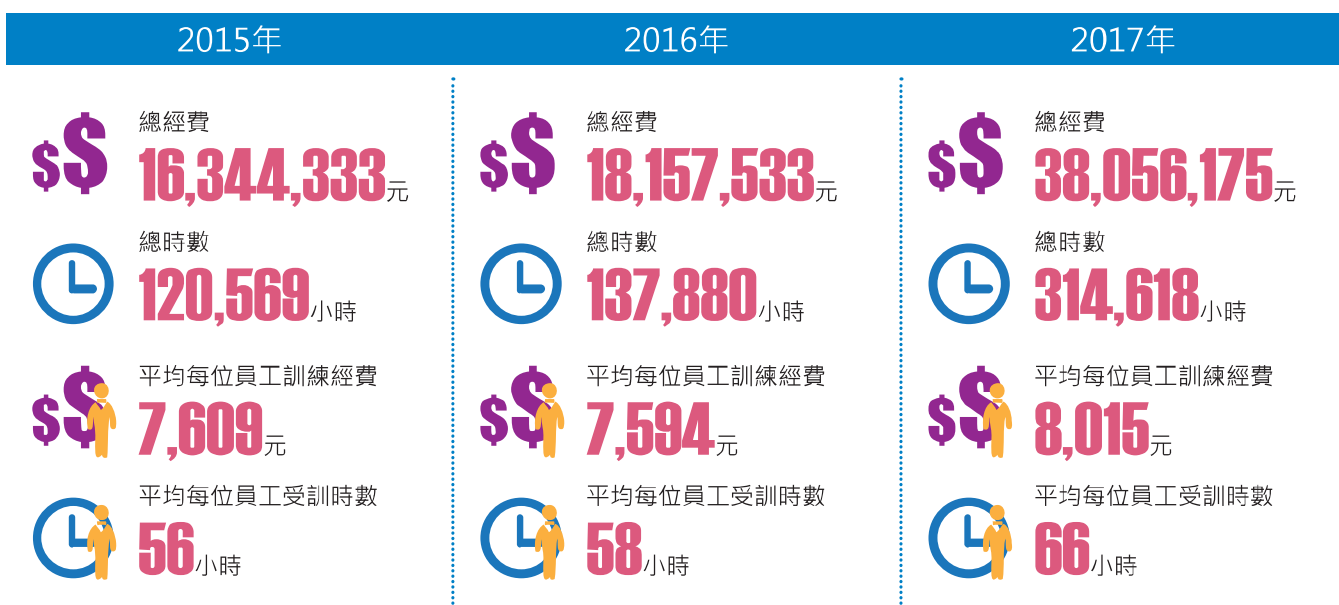 2015年
2016年
2017年
總經費
16,344,333元
總時數
120,569小時
平均每位員工訓練經費
7,609元
平均每位員工受訓時數
56小時
總經費
18,157,533元
總時數
137,880小時
平均每位員工訓練經費
7,594元
平均每位員工受訓時數
58小時
總經費
38,056,175元
總時數
314,618小時
平均每位員工訓練經費
8,015元
平均每位員工受訓時數
66小時